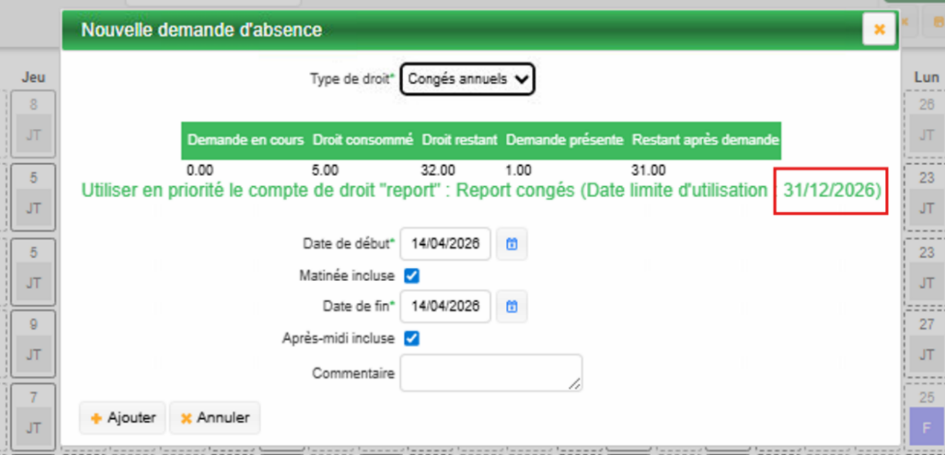 Nouvelle demande d'absence
Jeu
Lun
Type de droit* Congés annuels
8
JT
26
JT
Demande en cours Droit consommé Droit restant Demande présente Restant après demande
0.00 5.00 32.00 1.00 31.00
Utiliser en priorité le compte de droit "report" : Report congés (Date limite d'utilisation : 31/12/2026)
5
JT
23
JT
Date de début* 14/04/2026
Matinée incluse
5
JT
23
JT
Date de fin* 14/04/2026
Après-midi incluse
9
JT
27
JT
Commentaire
7
JT
25
F
Ajouter Annuler